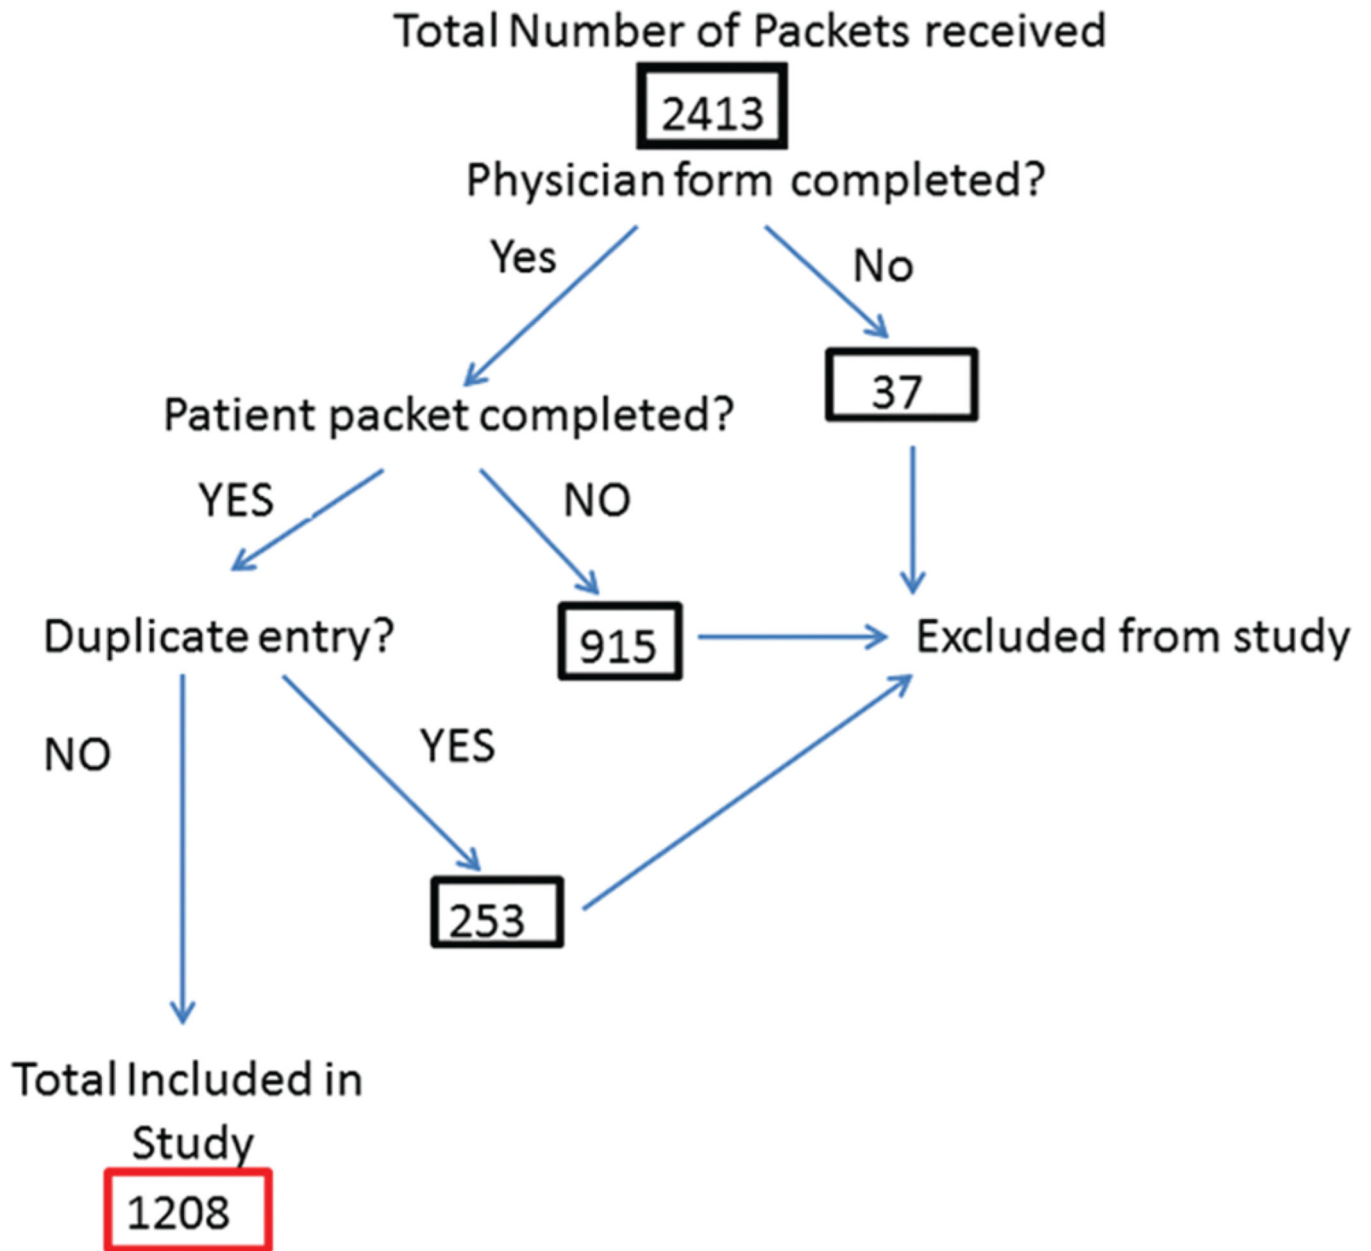 Total Number of Packets received
2413
Physician form completed?
Yes
No
37
Patient packet completed?
YES
NO
Duplicate entry?
915
Excluded from study
NO
YES
253
Total Included in
Study
1208